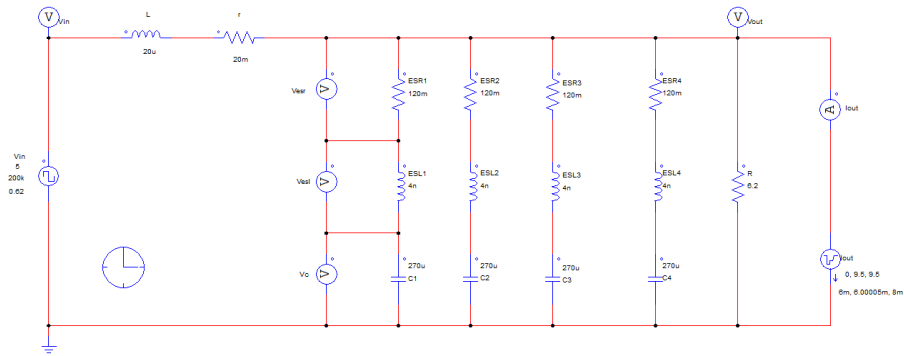 V
Vin
L
20u
r
20m
V
Vout
Vesr
V
ESR1
120m
ESR2
120m
ESR3
120m
ESR4
120m
A
Iout
Vin
5
200k
0.62
Vesl
V
ESL1
4n
ESL2
4n
ESL3
4n
ESL4
4n
R
6.2
Vc
V
270u
C1
270u
C2
270u
C3
270u
C4
Iout
0, 9.5, 9.5
6m, 6.00005m, 8m